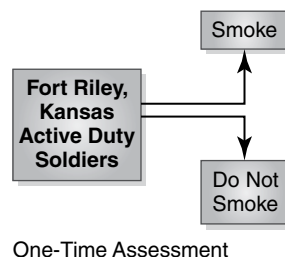 Smoke
Fort Riley,
Kansas
Active Duty
Soldiers
Do Not
Smoke
One-Time Assessment